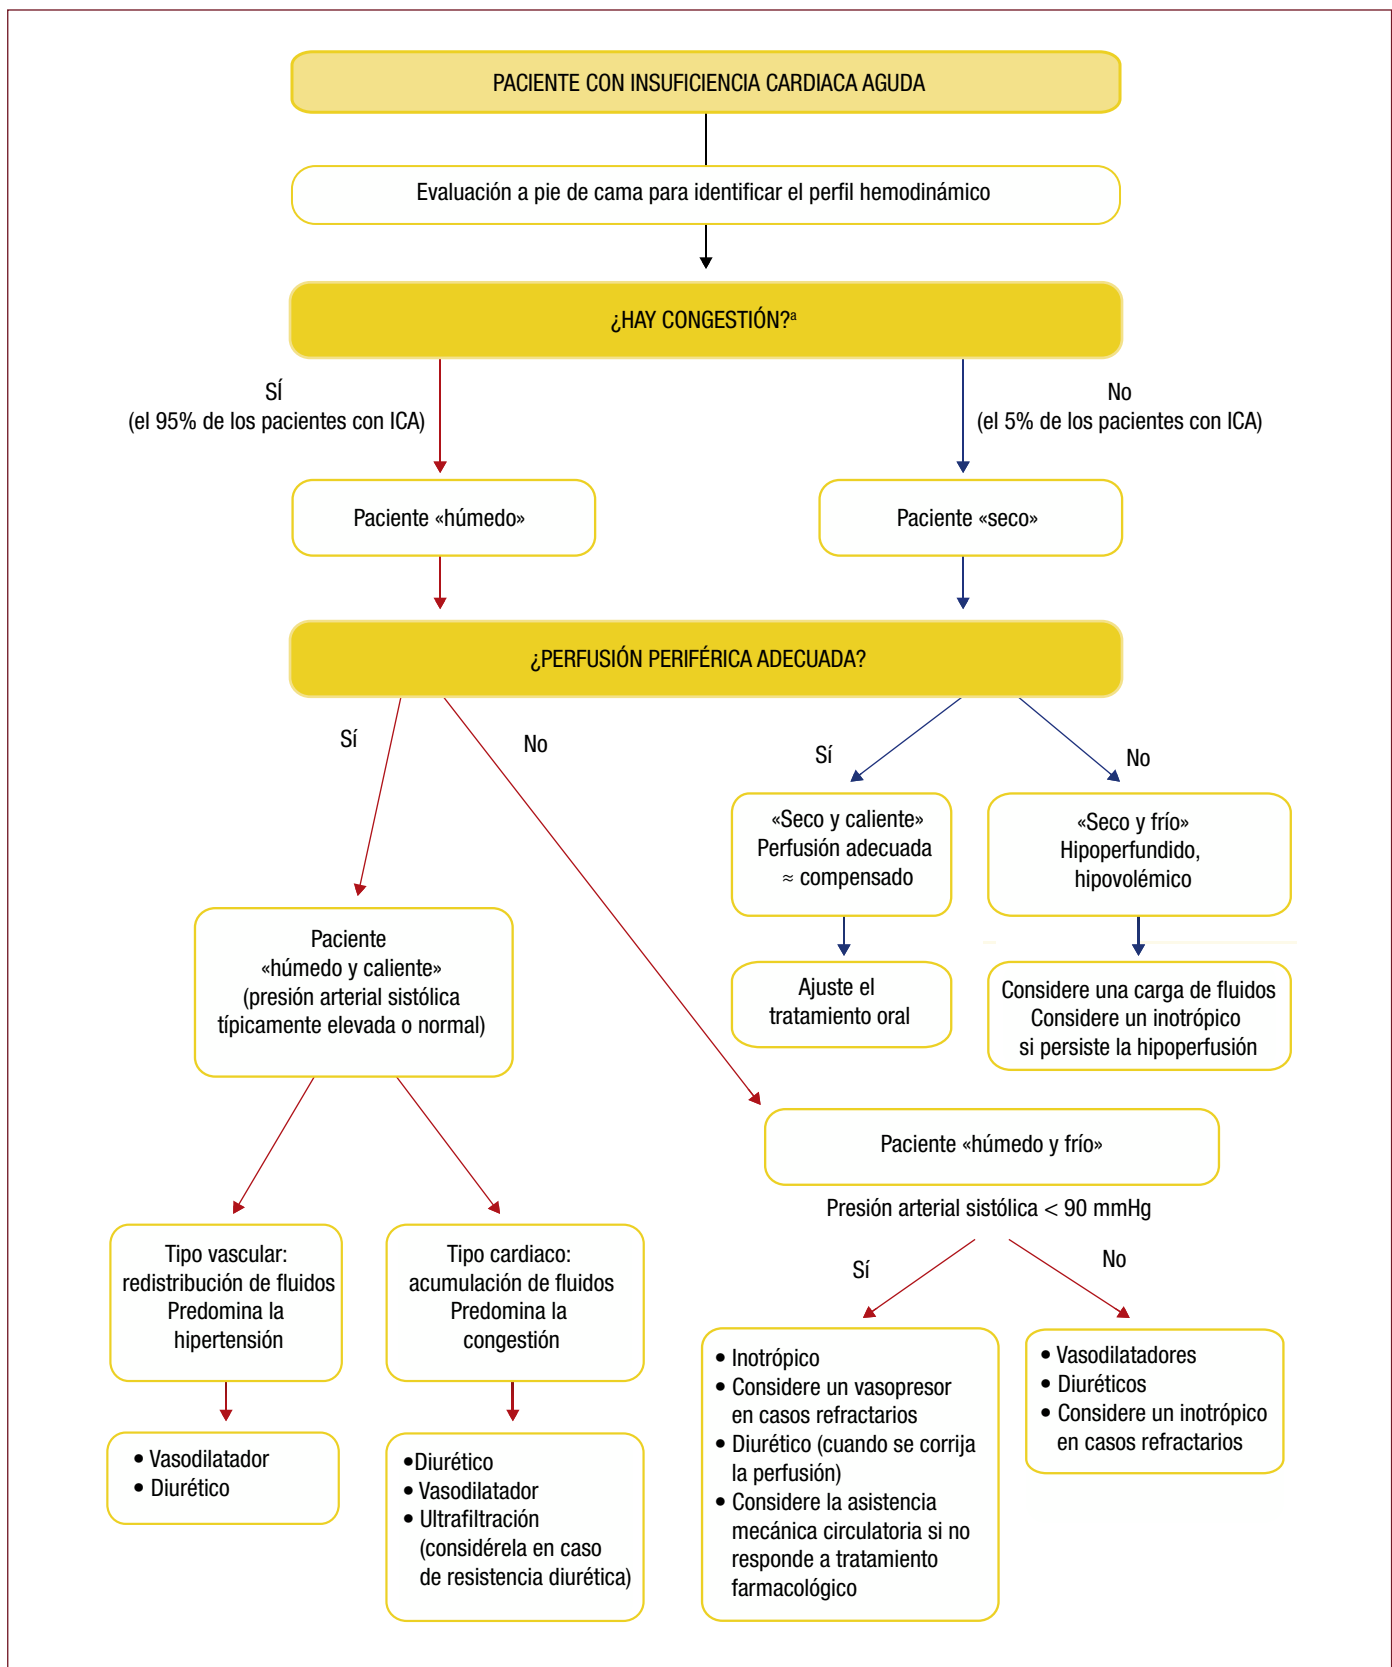 PACIENTE CON INSUFICIENCIA CARDIACA AGUDA
Evaluación a pie de cama para identificar el perfil hemodinámico
¿HAY CONGESTIÓN?ᵃ
SÍ
(el 95% de los pacientes con ICA)
No
(el 5% de los pacientes con ICA)
Paciente «húmedo»
Paciente «seco»
¿PERFUSIÓN PERIFÉRICA ADECUADA?
Sí
No
Sí
No
«Seco y caliente»
Perfusión adecuada
≈ compensado
«Seco y frío»
Hipoperfundido,
hipovolémico
Paciente
«húmedo y caliente»
(presión arterial sistólica
típicamente elevada o normal)
Ajuste el
tratamiento oral
Considere una carga de fluidos
Considere un inotrópico
si persiste la hipoperfusión
Paciente «húmedo y frío»
Presión arterial sistólica < 90 mmHg
Sí
No
Tipo vascular:
redistribución de fluidos
Predomina la
hipertensión
Tipo cardiaco:
acumulación de fluidos
Predomina la
congestión
• Vasodilatador
• Diurético
•Diurético
• Vasodilatador
• Ultrafiltración
(considérela en caso
de resistencia diurética)
• Inotrópico
• Considere un vasopresor
en casos refractarios
• Diurético (cuando se corrija
la perfusión)
• Considere la asistencia
mecánica circulatoria si no
responde a tratamiento
farmacológico
• Vasodilatadores
• Diuréticos
• Considere un inotrópico
en casos refractarios